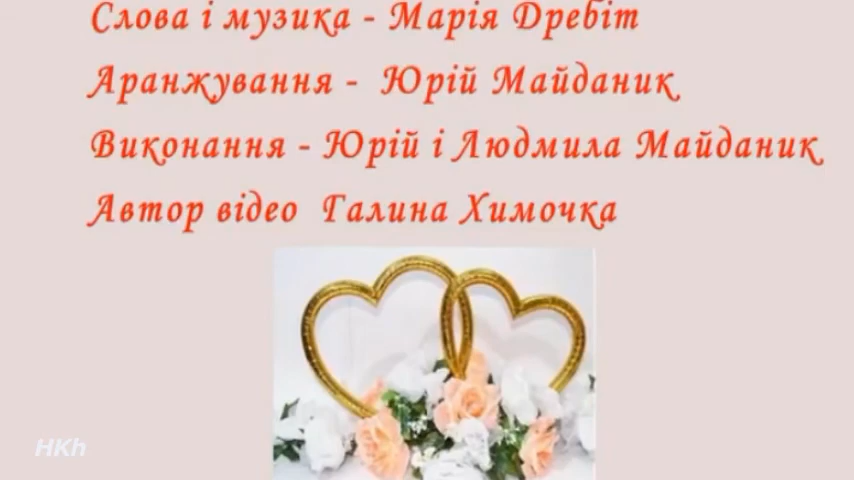 Слова і музика - Марія Дребіт
Аранжування - Юрій Майданик
Виконання - Юрій і Людмила Майданик
Автор відео Галина Химочка
HKh